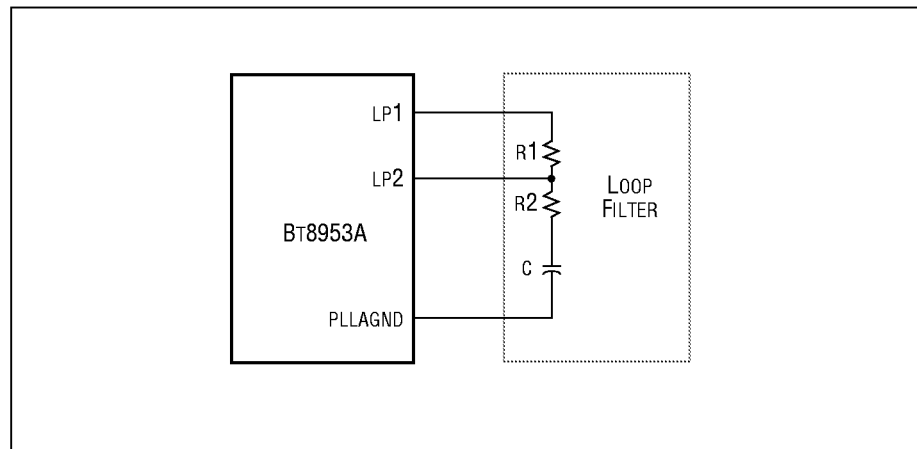 LP1
R1
LP2
R2
LOOP
FILTER
BT8953A
C
PLLAGND